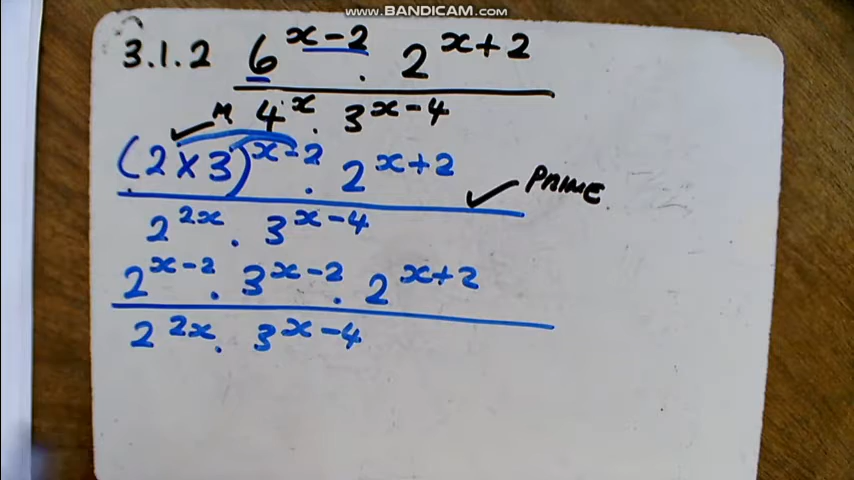 www.BANDICAM.com
3.1.2 6^{x-2} . 2^{x+2}
4^x . 3^{x-4}
M
(2×3)^{x-2} . 2^{x+2}
PRIME
2^{2x} . 3^{x-4}
2^{x-2} . 3^{x-2} . 2^{x+2}
2^{2x} . 3^{x-4}